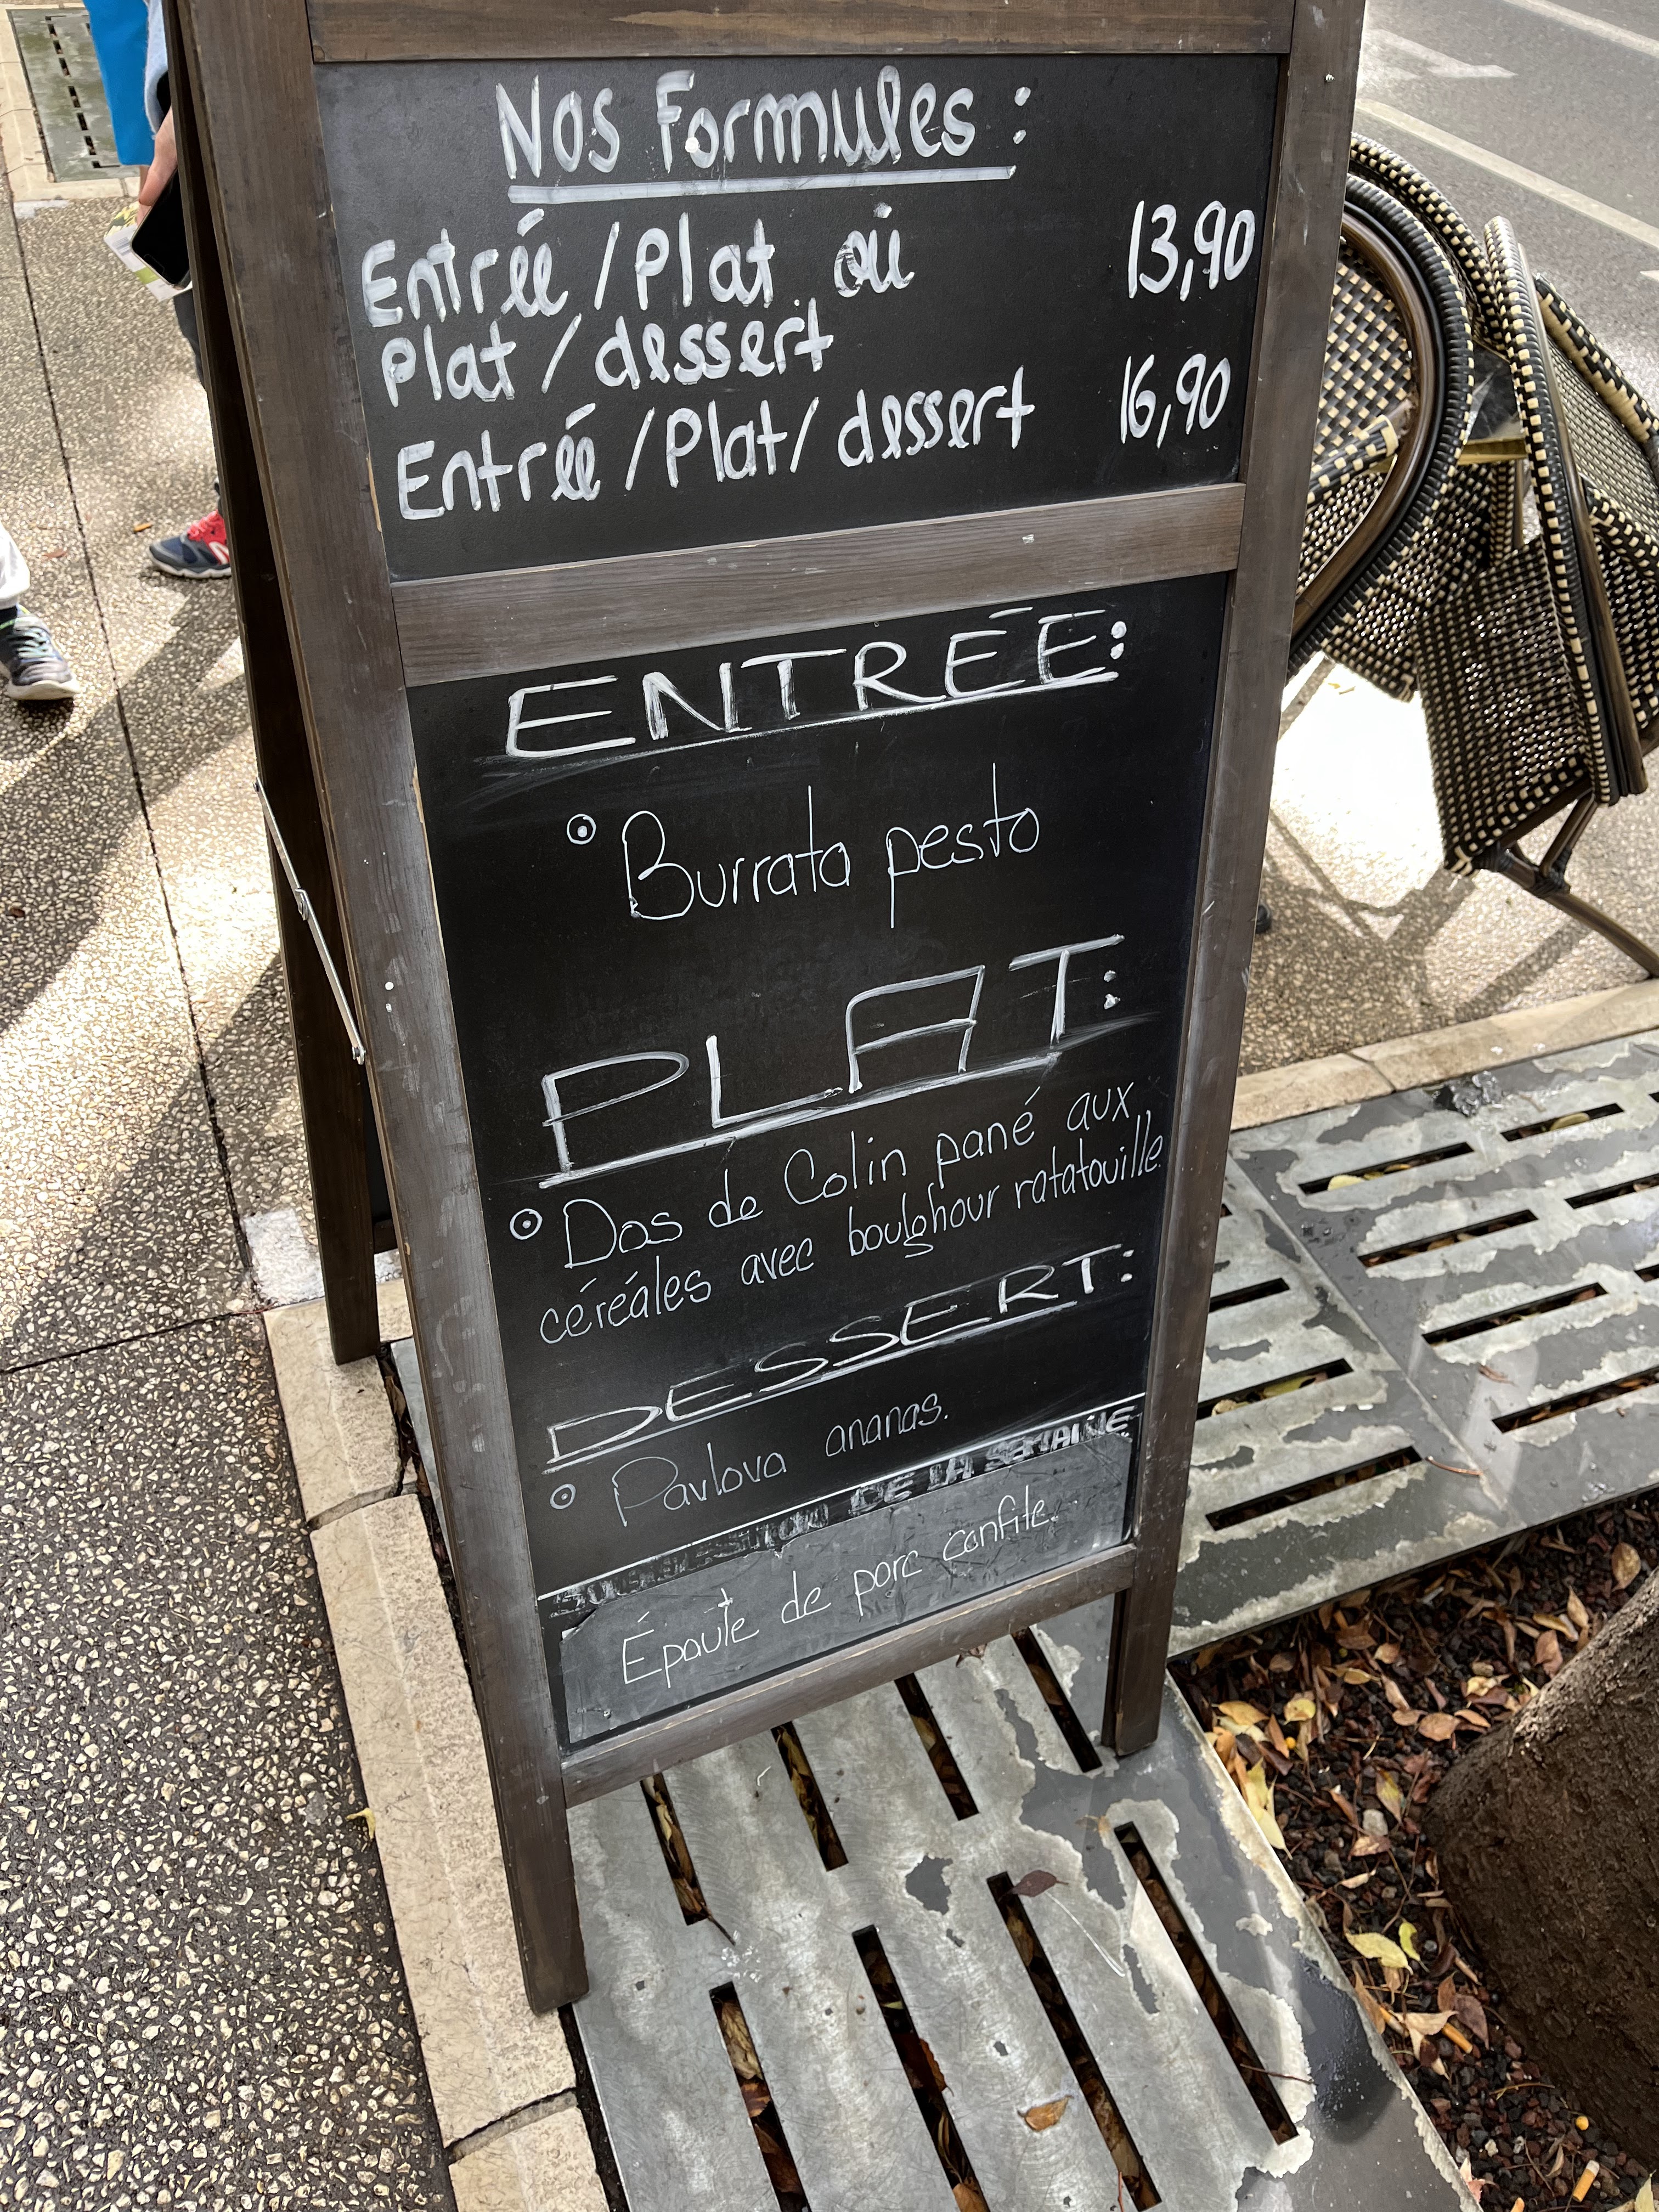 Nos Formules :
Entrée / Plat où 13,90
Plat / dessert
Entrée / Plat / dessert 16,90
ENTRÉE :
Burrata pesto
PLAT :
Dos de Colin pané aux
céréales avec boulghour ratatouille
DESSERT :
Pavlova ananas.
SUGGESTION DE LA SEMAINE
Épaule de porc confite.